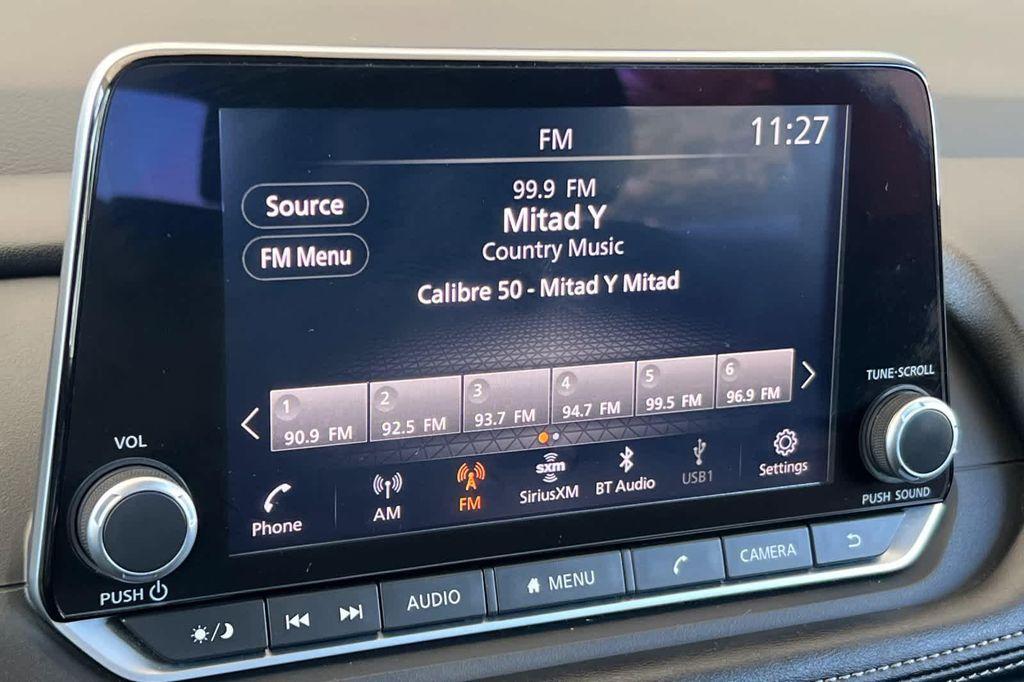 FM
11:27
Source
99.9 FM
Mitad Y
FM Menu
Country Music
Calibre 50 - Mitad Y Mitad
1
90.9 FM
2
92.5 FM
3
93.7 FM
4
94.7 FM
5
99.5 FM
6
96.9 FM
TUNE·SCROLL
PUSH SOUND
VOL
PUSH
Phone
AM
FM
sxm
SiriusXM
BT Audio
USB1
Settings
AUDIO
MENU
CAMERA